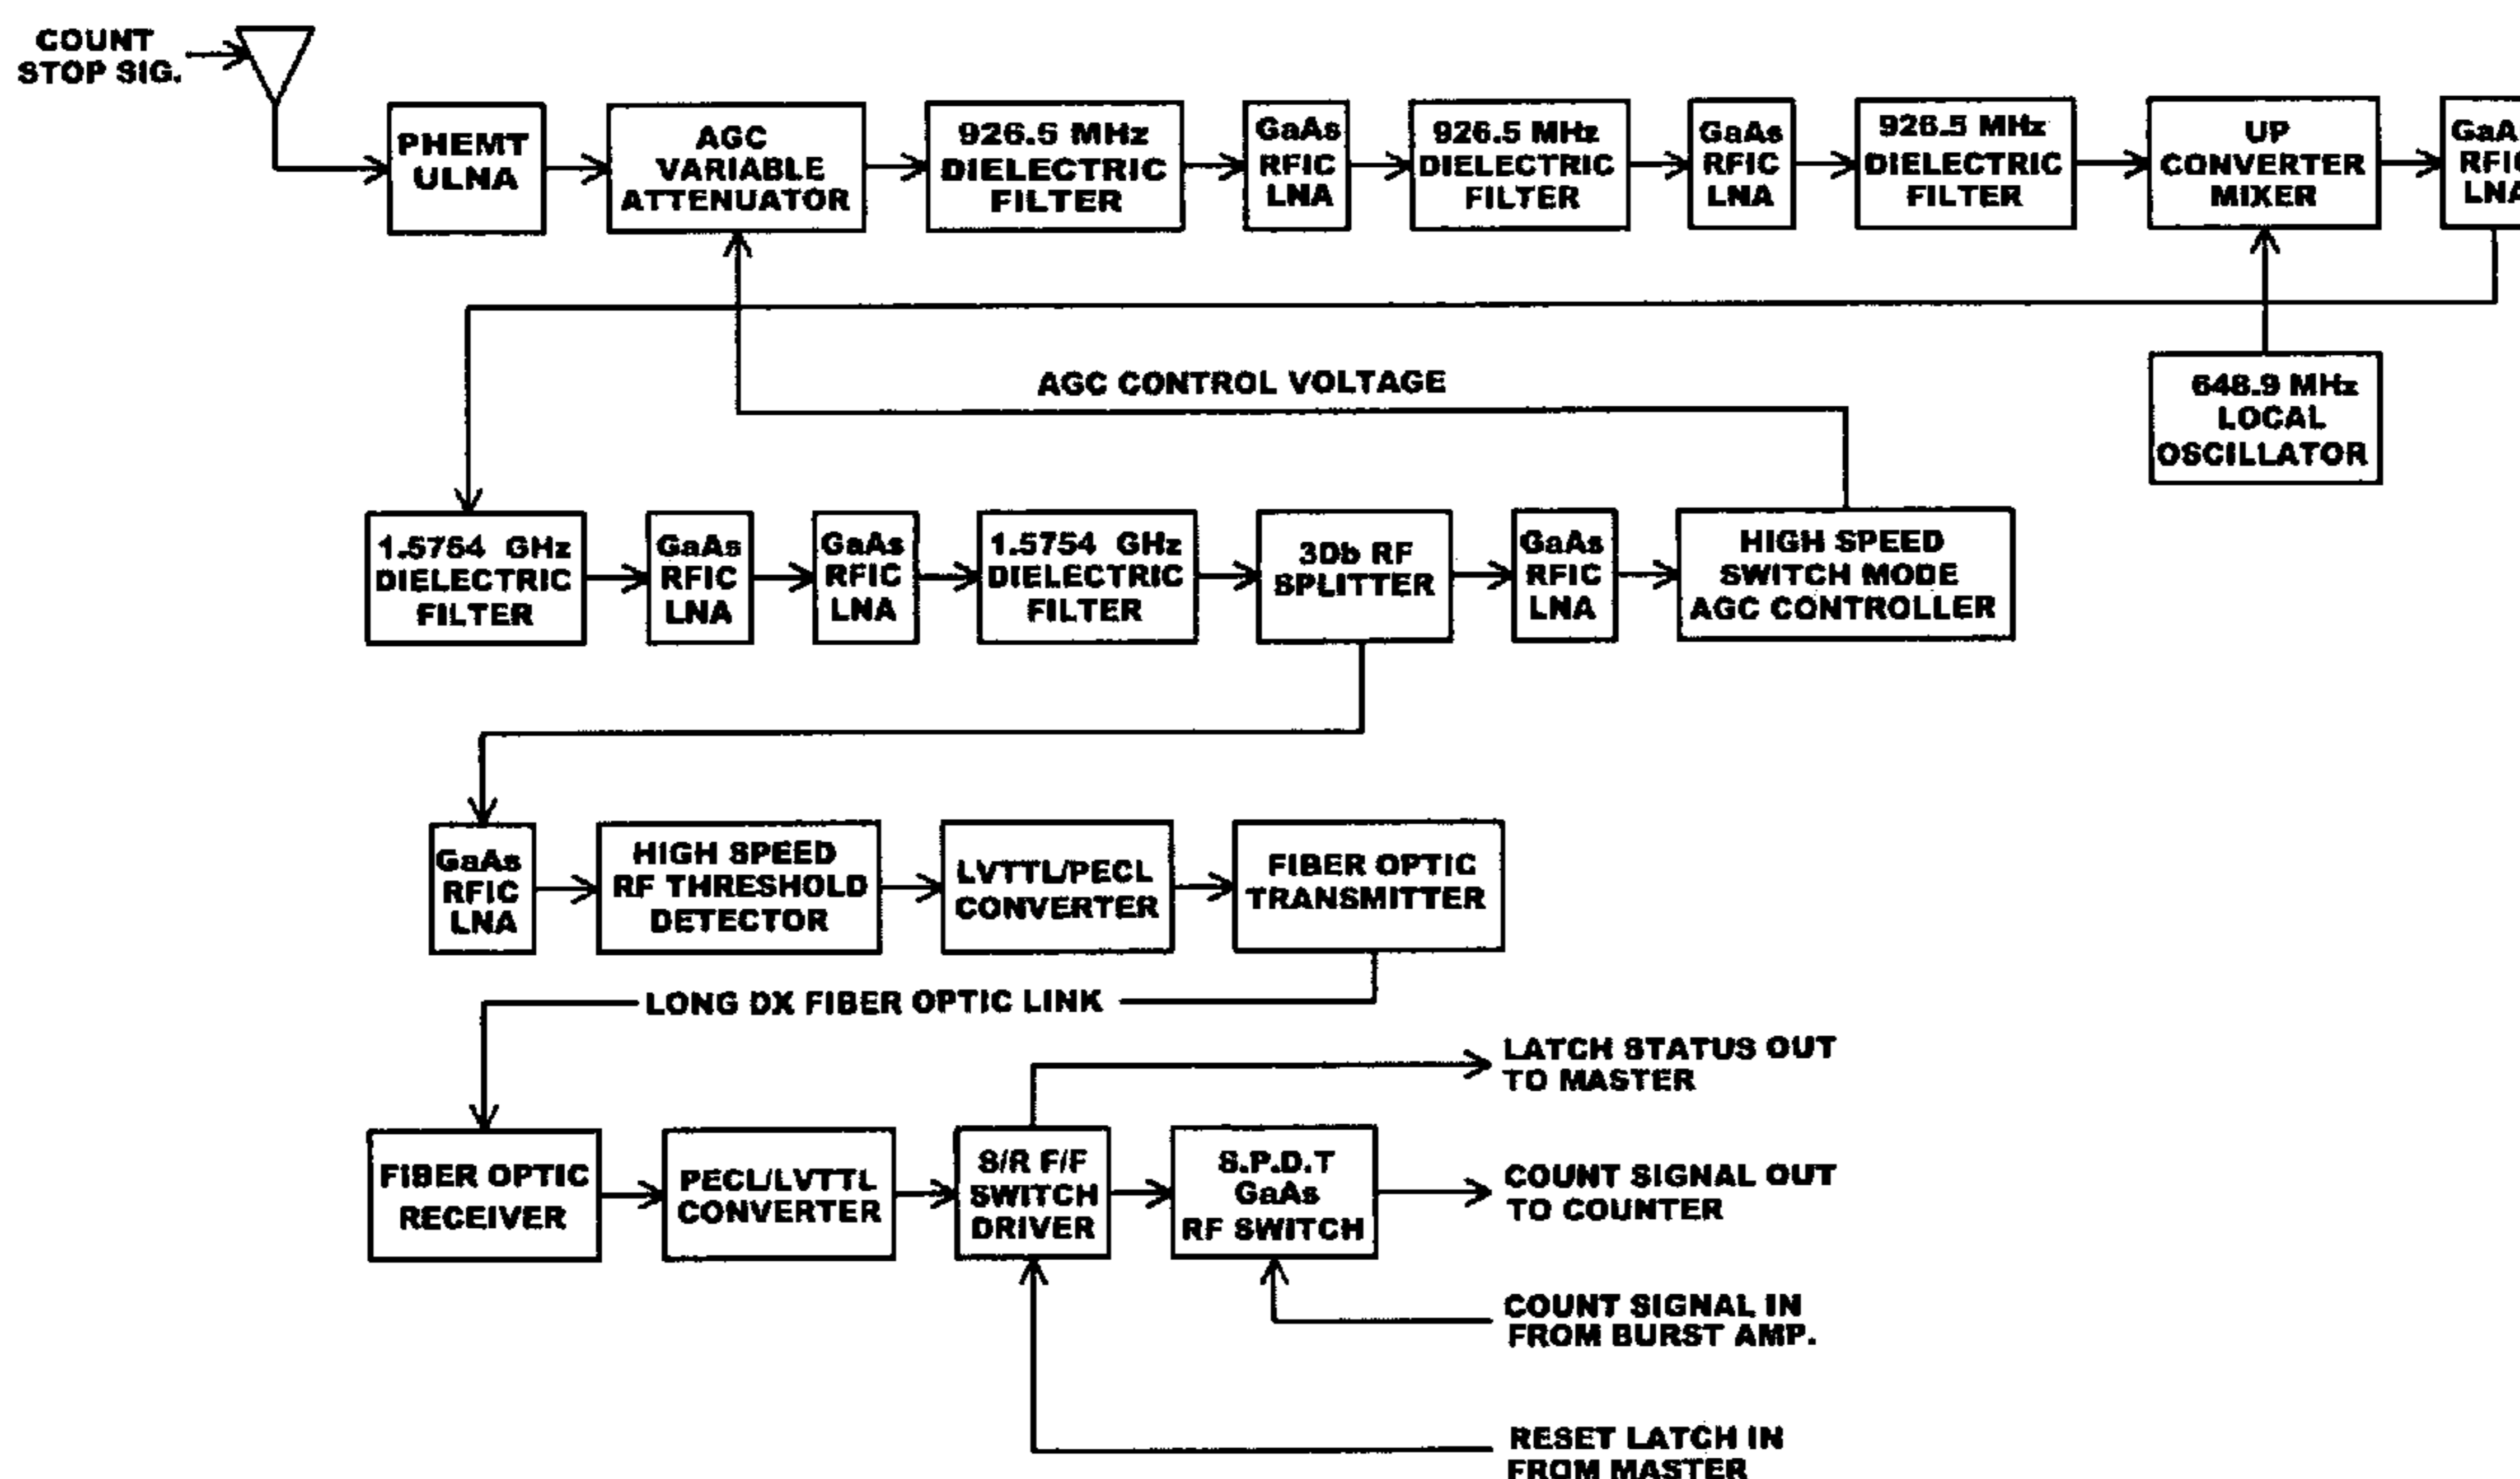 COUNT
STOP SIG.
PHEMT
ULNA
AGC
VARIABLE
ATTENUATOR
926.5 MHz
DIELECTRIC
FILTER
GaAs
RFIC
LNA
926.5 MHz
DIELECTRIC
FILTER
GaAs
RFIC
LNA
926.5 MHz
DIELECTRIC
FILTER
UP
CONVERTER
MIXER
GaA
RFIC
LNA
AGC CONTROL VOLTAGE
648.9 MHz
LOCAL
OSCILLATOR
1.5754 GHz
DIELECTRIC
FILTER
GaAs
RFIC
LNA
GaAs
RFIC
LNA
1.5754 GHz
DIELECTRIC
FILTER
3Db RF
SPLITTER
GaAs
RFIC
LNA
HIGH SPEED
SWITCH MODE
AGC CONTROLLER
GaAs
RFIC
LNA
HIGH SPEED
RF THRESHOLD
DETECTOR
LVTTL/PECL
CONVERTER
FIBER OPTIC
TRANSMITTER
LONG DX FIBER OPTIC LINK
LATCH STATUS OUT
TO MASTER
FIBER OPTIC
RECEIVER
PECL/LVTTL
CONVERTER
S/R F/F
SWITCH
DRIVER
S.P.D.T
GaAs
RF SWITCH
COUNT SIGNAL OUT
TO COUNTER
COUNT SIGNAL IN
FROM BURST AMP.
RESET LATCH IN
FROM MASTER